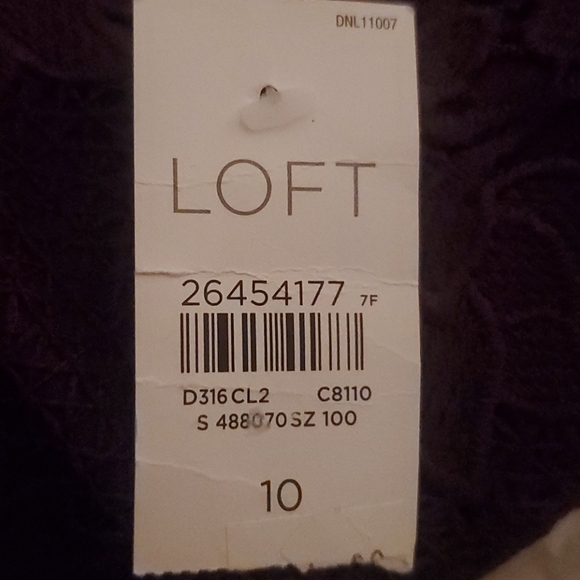 DNL11007
LOFT
26454177 7F
D316 CL2 C8110
S 488070 SZ 100
10